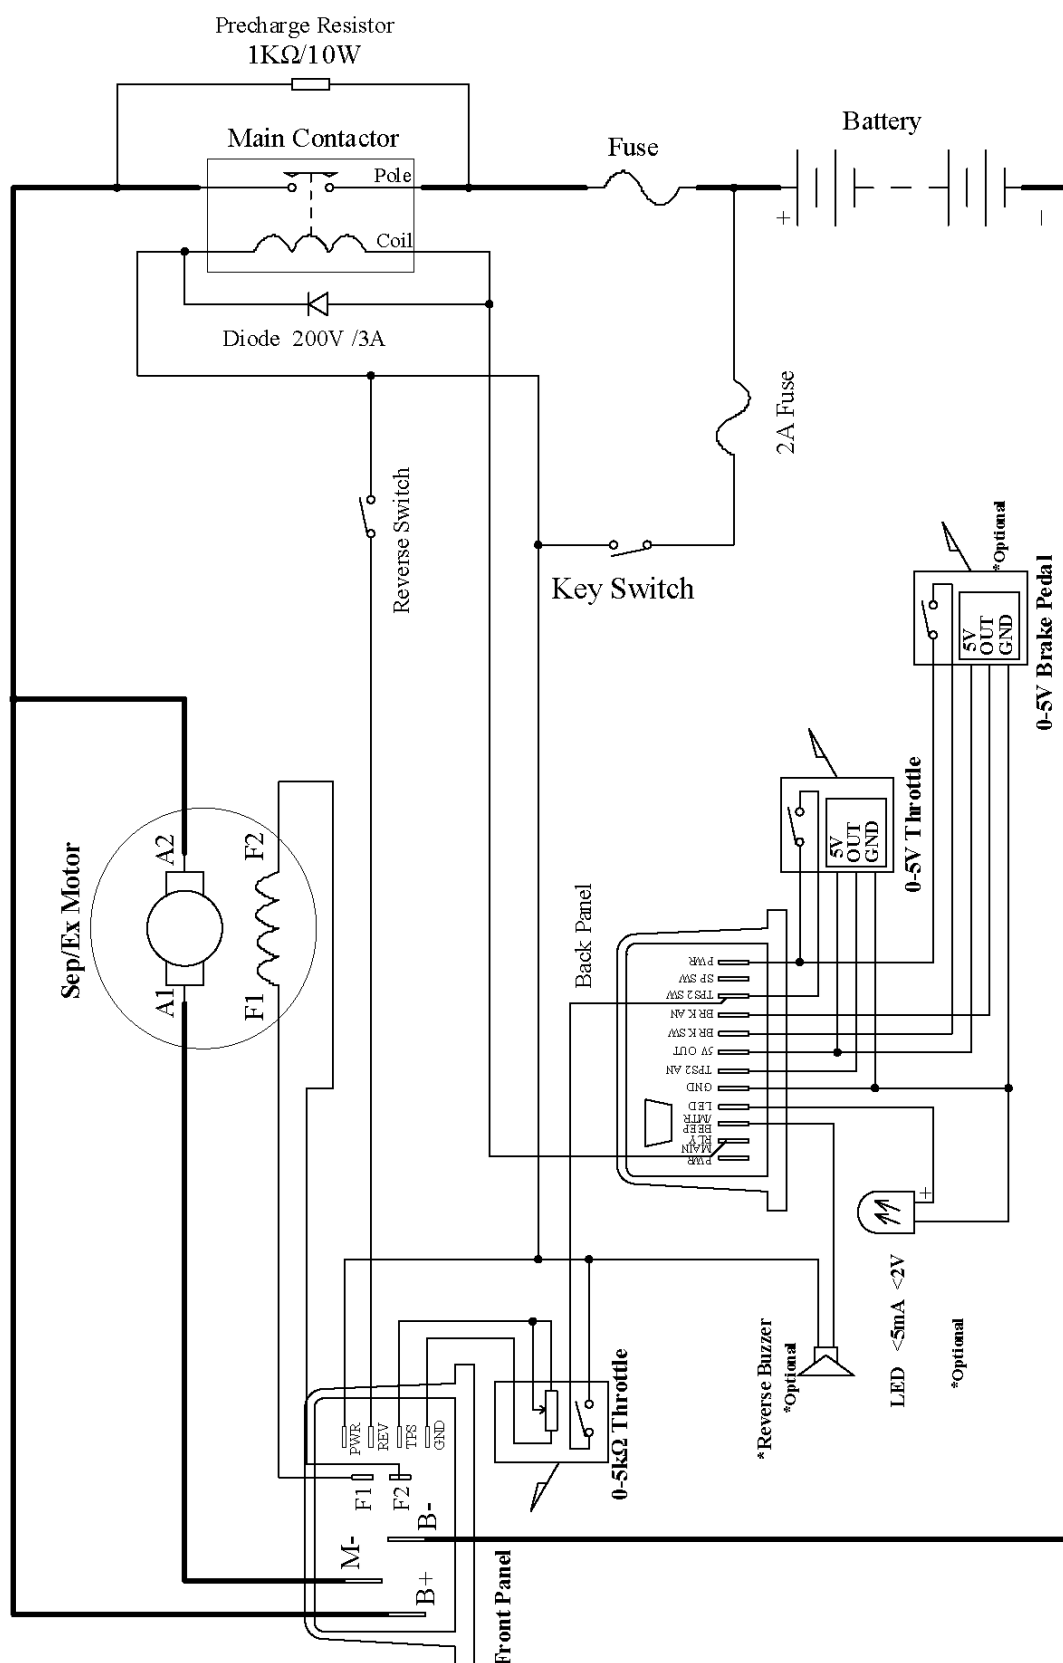 Precharge Resistor
1KΩ/10W
Main Contactor
Pole
Coil
Diode 200V /3A
Fuse
Battery
+
−
2A Fuse
Reverse Switch
Key Switch
*Optional
5V
OUT
GND
0-5V Brake Pedal
5V
OUT
GND
0-5V Throttle
Sep/Ex Motor
A2
F2
A1
F1
Back Panel
PWR
SP SW
TPS2 SW
BRK AN
BRK SW
5V OUT
TPS2 AN
GND
LED
BEEP
/MTR
MAIN
RLY
PWR
+
LED <5mA <2V
*Optional
*Reverse Buzzer
*Optional
0-5kΩ Throttle
PWR
REV
TPS
GND
F1
F2
M-
B-
B+
Front Panel